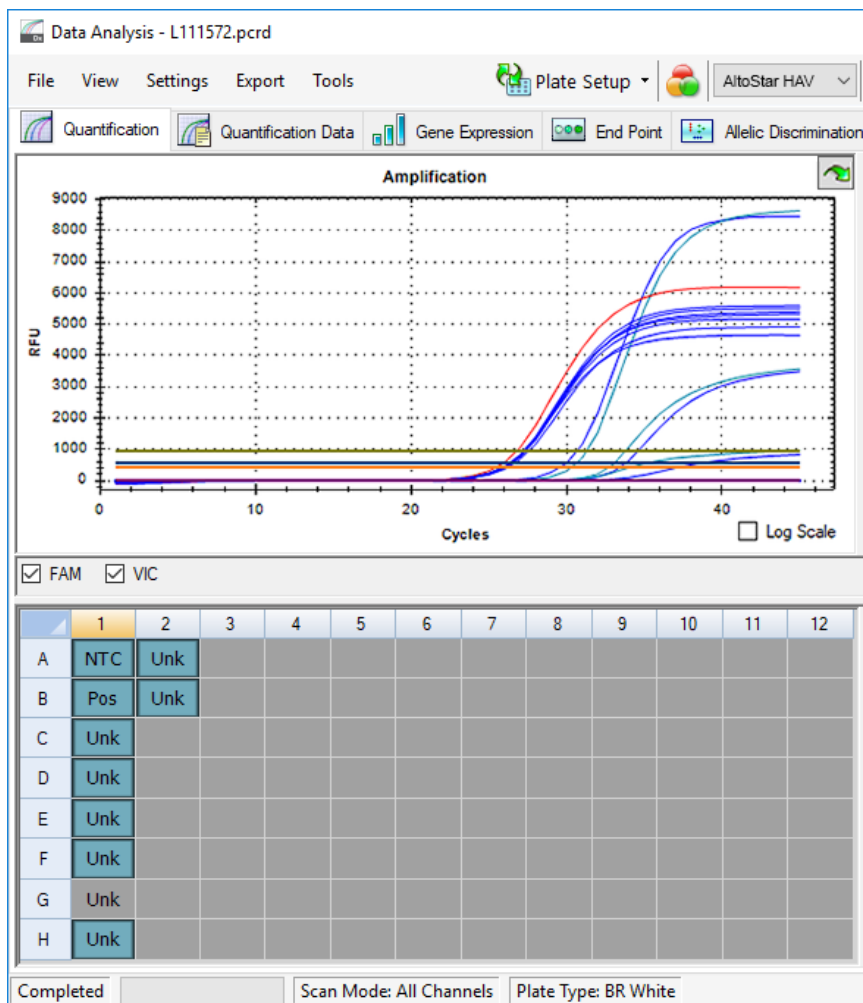 Data Analysis - L111572.pcrd
File View Settings Export Tools Plate Setup AltoStar HAV
Quantification Quantification Data Gene Expression End Point Allelic Discrimination
Amplification
9000
8000
7000
6000
5000
4000
3000
2000
1000
0
RFU
0 10 20 30 40
Cycles
Log Scale
FAM VIC
1 2 3 4 5 6 7 8 9 10 11 12
A NTC Unk
B Pos Unk
C Unk
D Unk
E Unk
F Unk
G Unk
H Unk
Completed Scan Mode: All Channels Plate Type: BR White